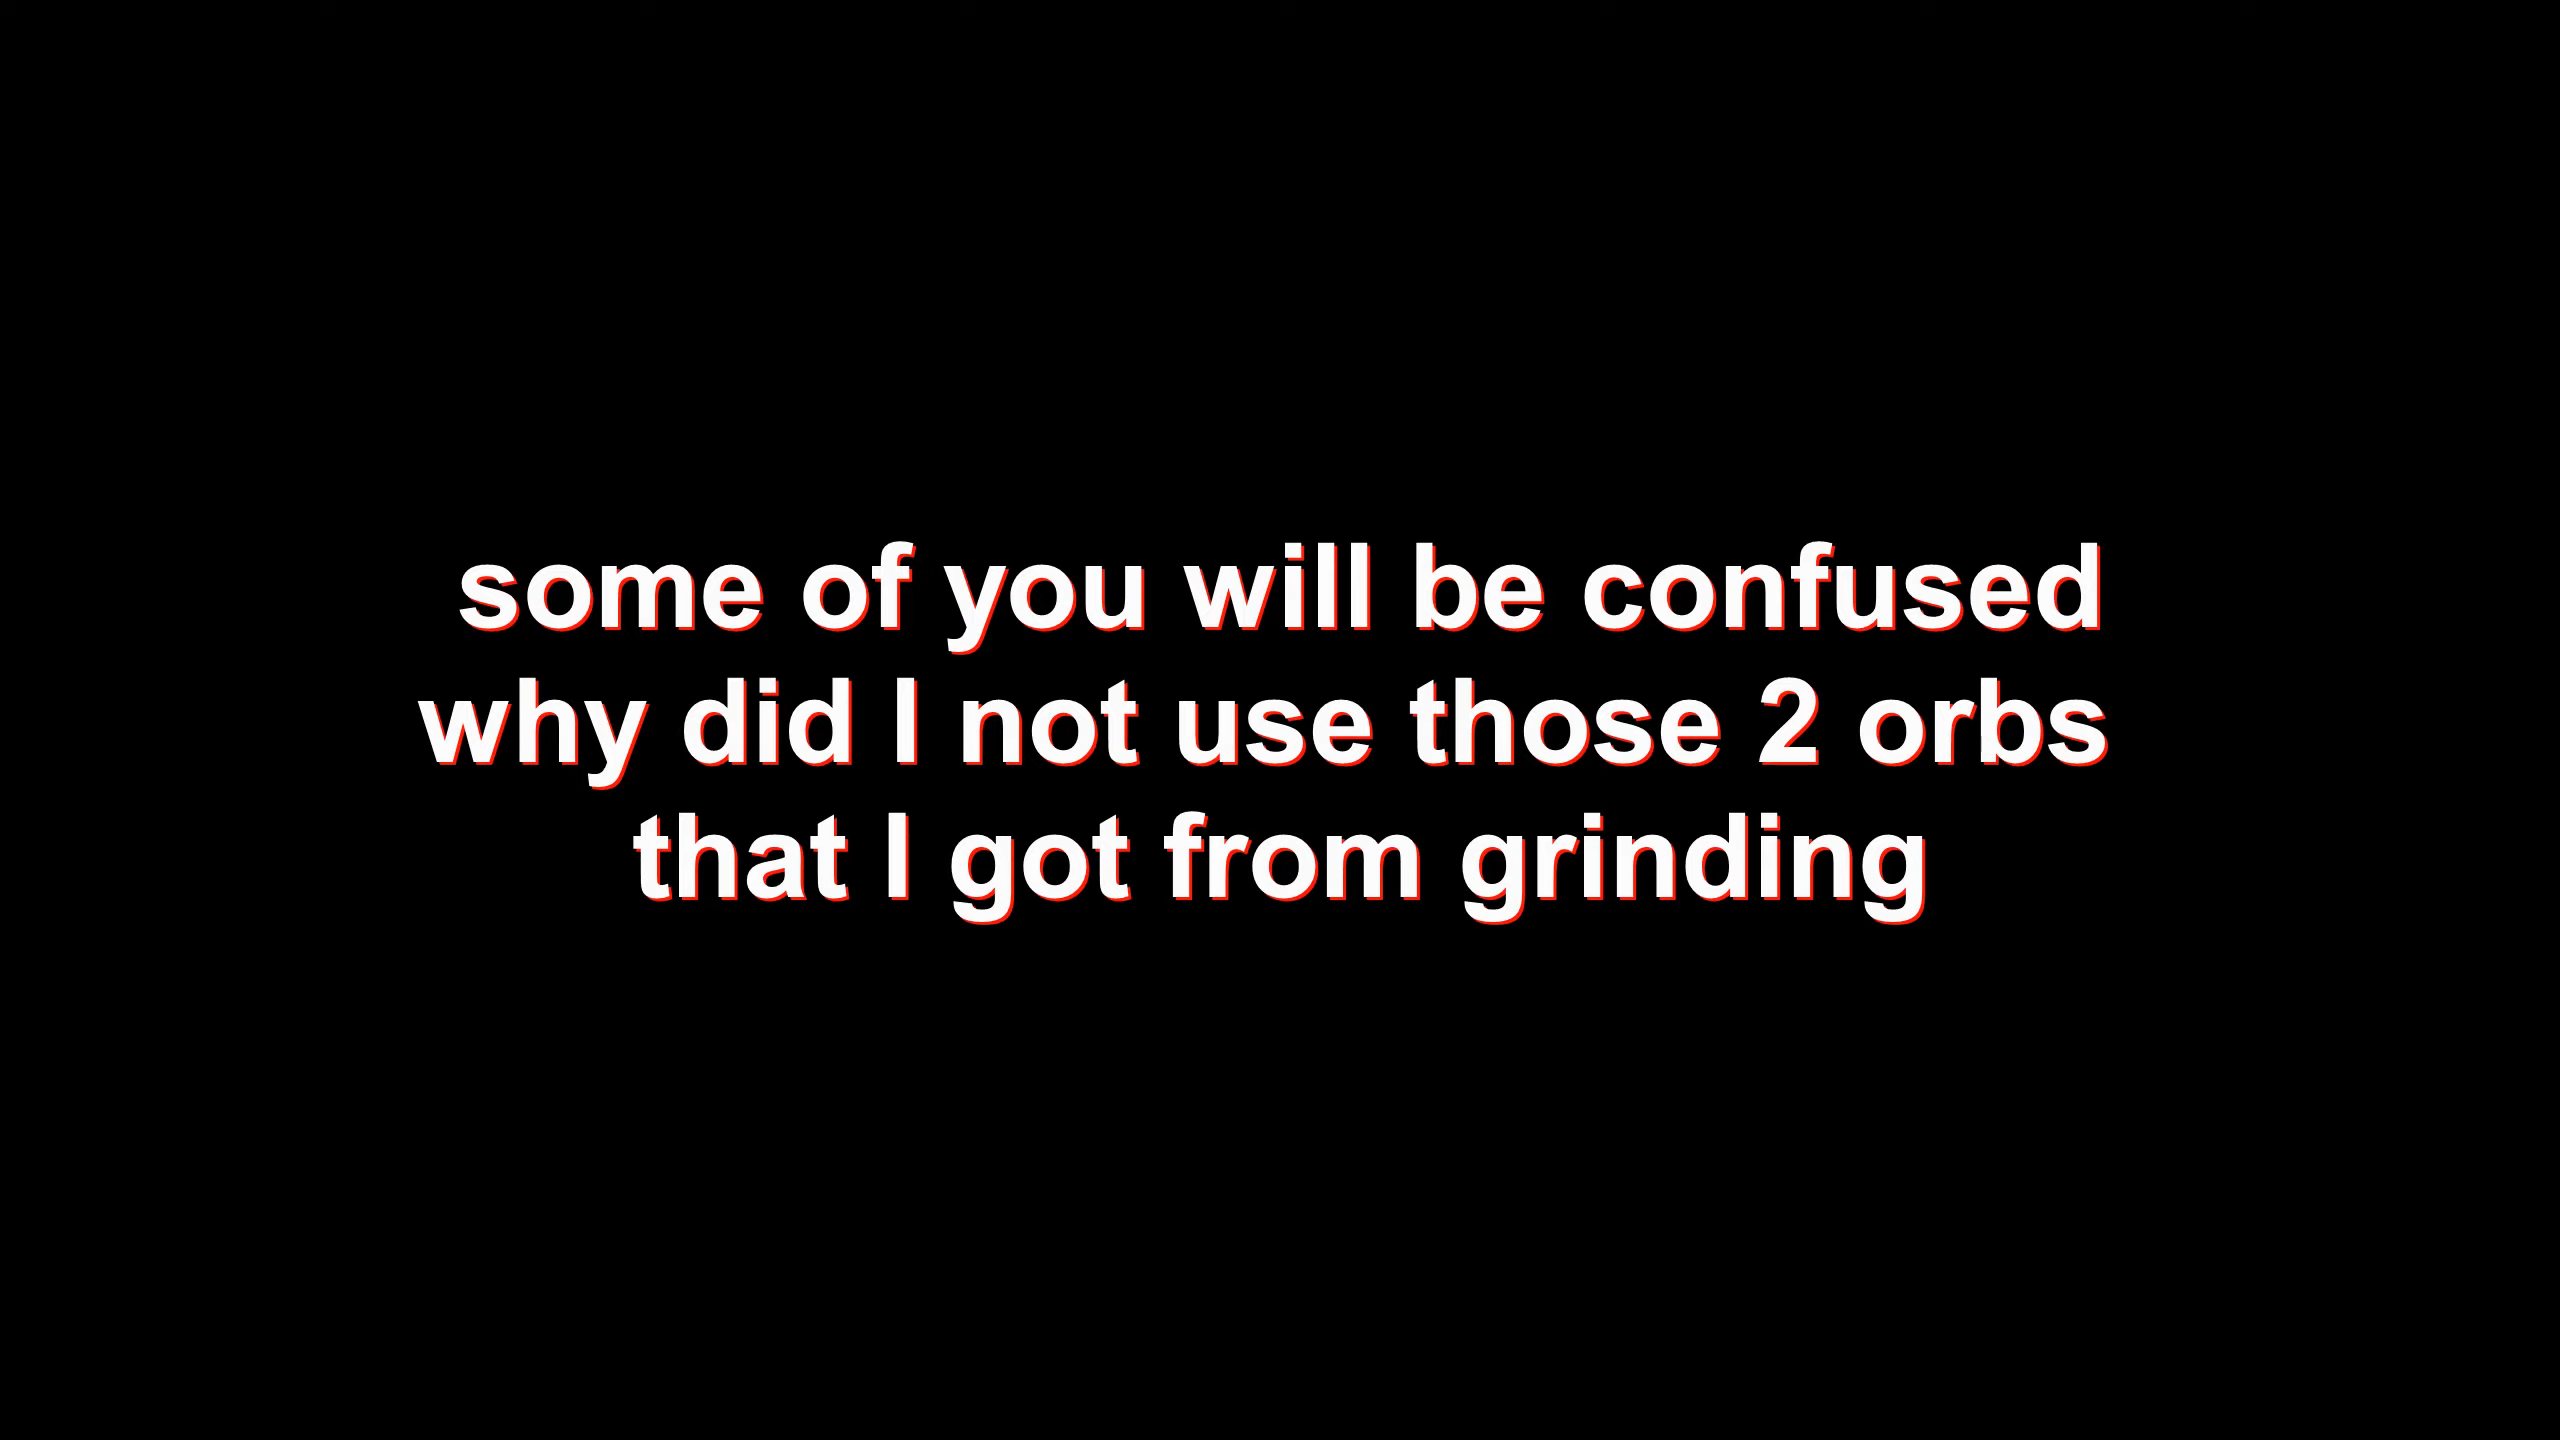 some of you will be confused
why did I not use those 2 orbs
that I got from grinding